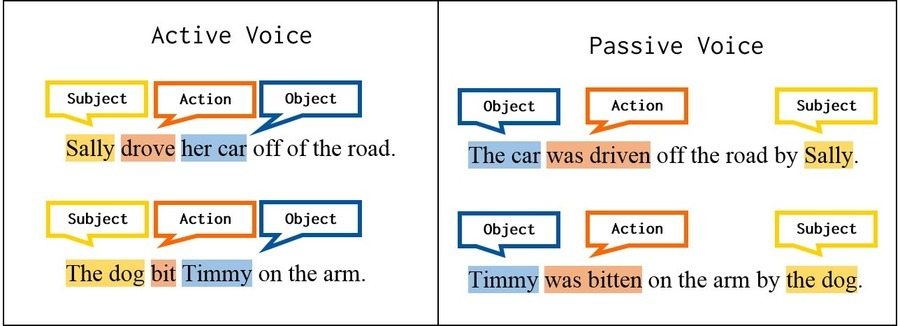 Active Voice
Subject Action Object
Sally drove her car off of the road.
Subject Action Object
The dog bit Timmy on the arm.
Passive Voice
Object Action Subject
The car was driven off the road by Sally.
Object Action Subject
Timmy was bitten on the arm by the dog.